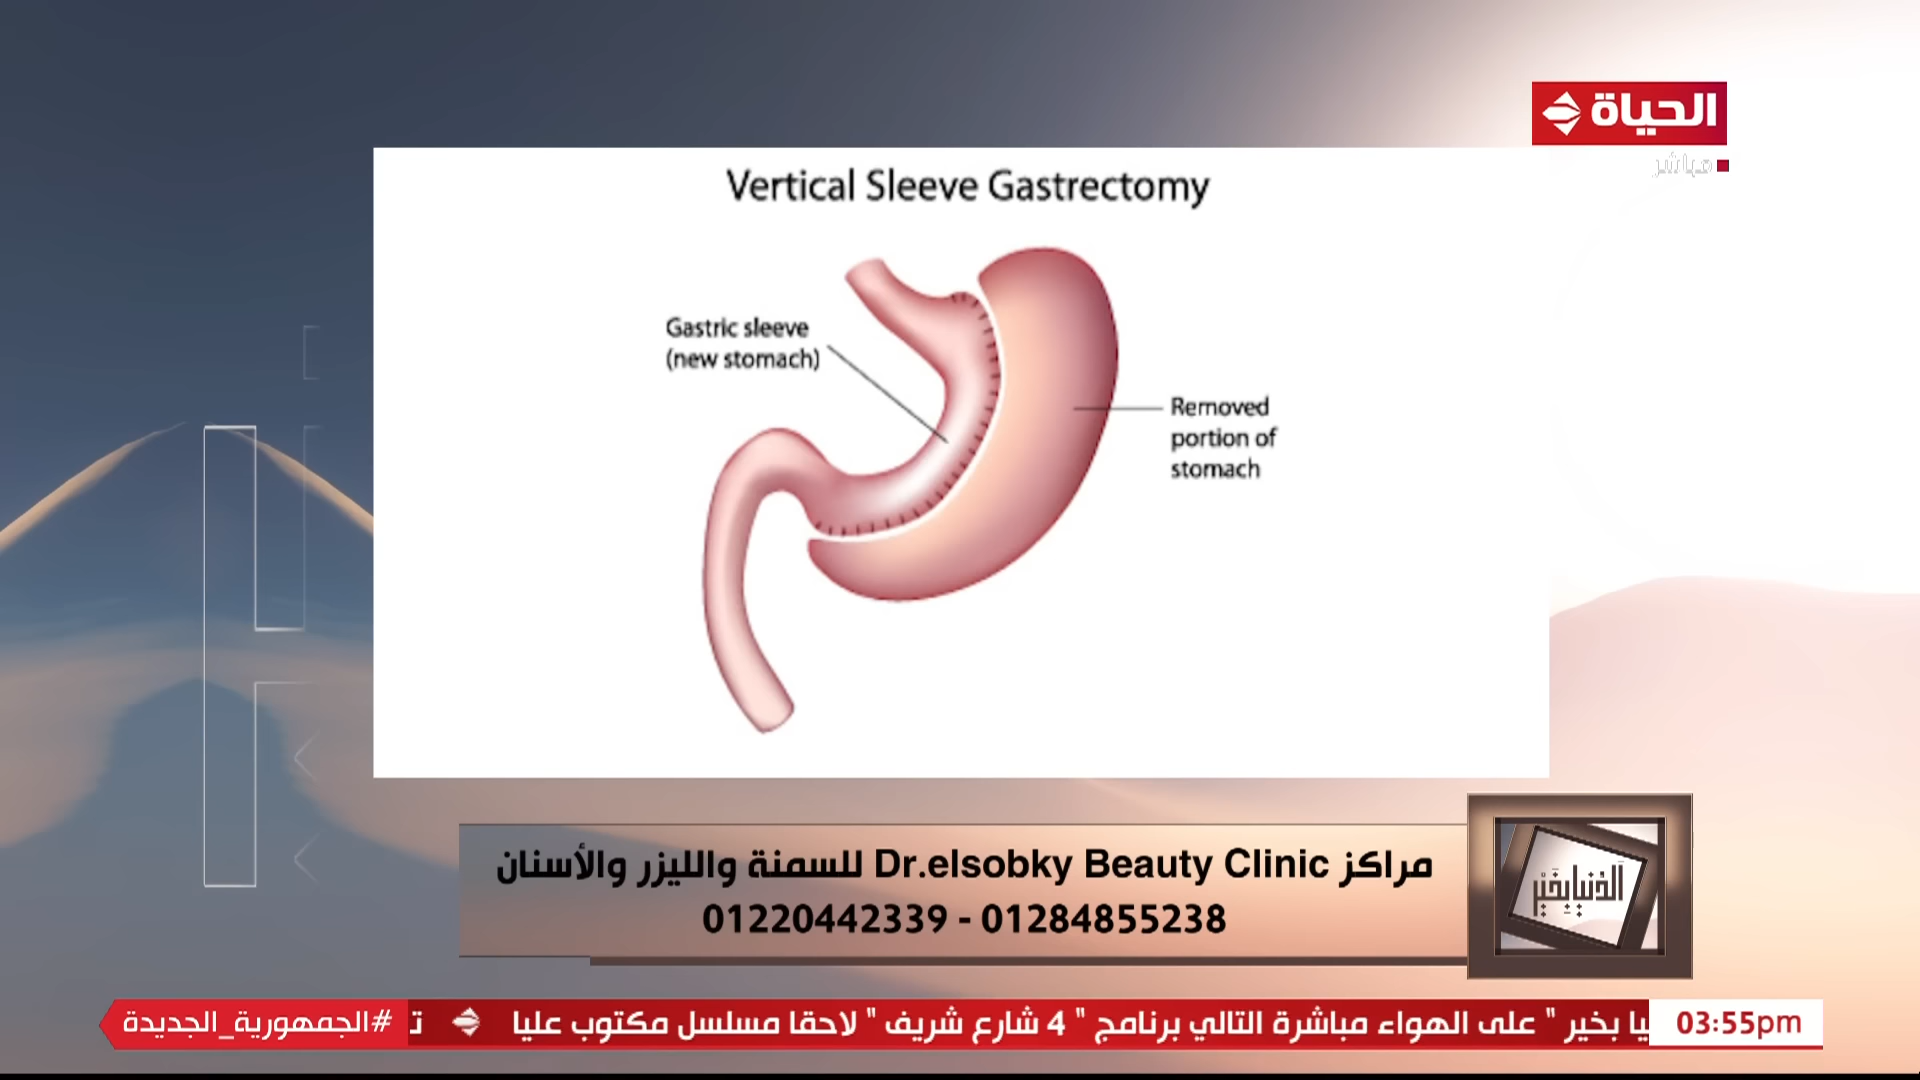 الحياة
مباشر
Vertical Sleeve Gastrectomy
Gastric sleeve
(new stomach)
Removed
portion of
stomach
مراكز Dr.elsobky Beauty Clinic للسمنة والليزر والأسنان
01220442339 - 01284855238
الدنيا بخير
03:55pm
يا بخير " على الهواء مباشرة التالي برنامج " 4 شارع شريف " لاحقا مسلسل مكتوب عليا
#الجمهورية_الجديدة